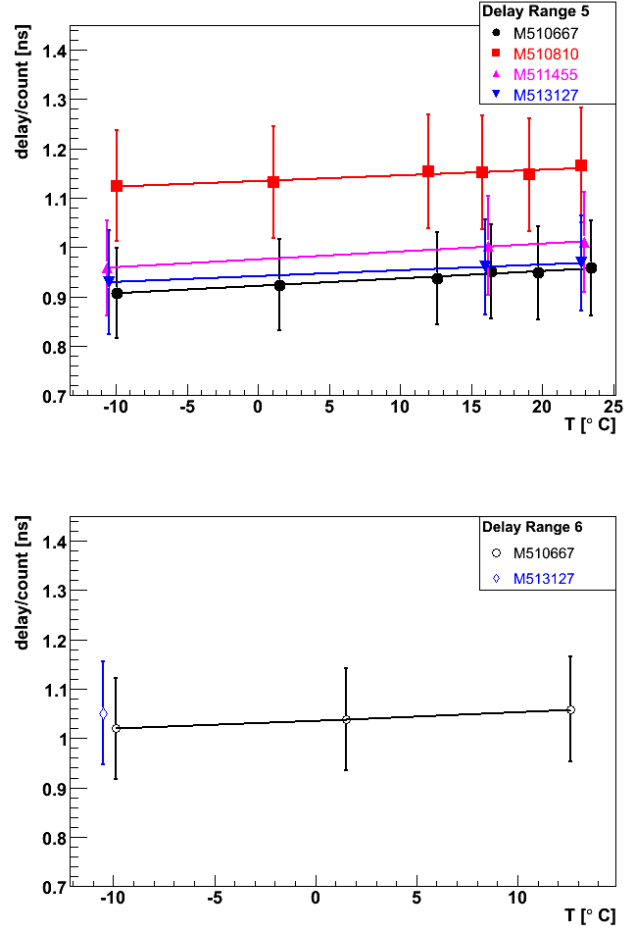 Delay Range 5
M510667
M510810
M511455
M513127
delay/count [ns]
1.4
1.3
1.2
1.1
1
0.9
0.8
0.7
-10 -5 0 5 10 15 20 25
T [° C]
Delay Range 6
M510667
M513127
delay/count [ns]
1.4
1.3
1.2
1.1
1
0.9
0.8
0.7
-10 -5 0 5 10
T [° C]